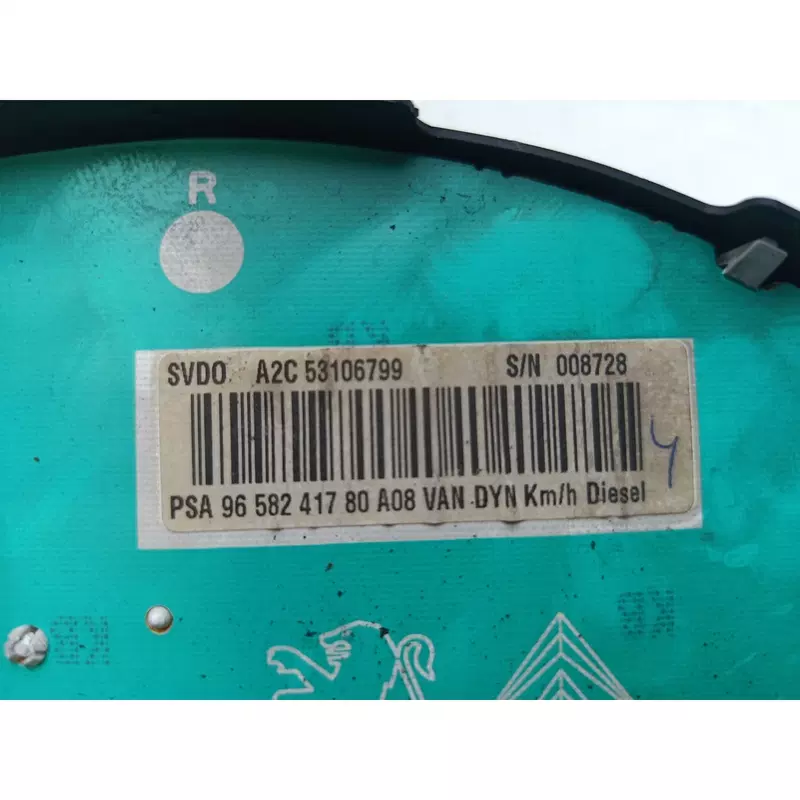 R
SVDO A2C 53106799 S/N 008728
PSA 96 582 417 80 A08 VAN DYN Km/h Diesel